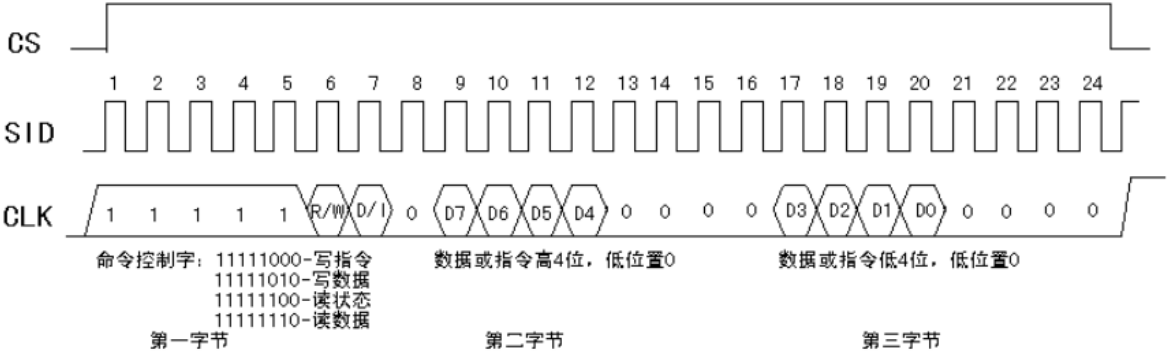 CS
1 2 3 4 5 6 7 8 9 10 11 12 13 14 15 16 17 18 19 20 21 22 23 24
SID
CLK 1 1 1 1 1 R/W D/I 0 D7 D6 D5 D4 0 0 0 0 D3 D2 D1 D0 0 0 0 0
命令控制字: 11111000-写指令 数据或指令高4位, 低位置0 数据或指令低4位, 低位置0
11111010-写数据
11111100-读状态
11111110-读数据
第一字节 第二字节 第三字节